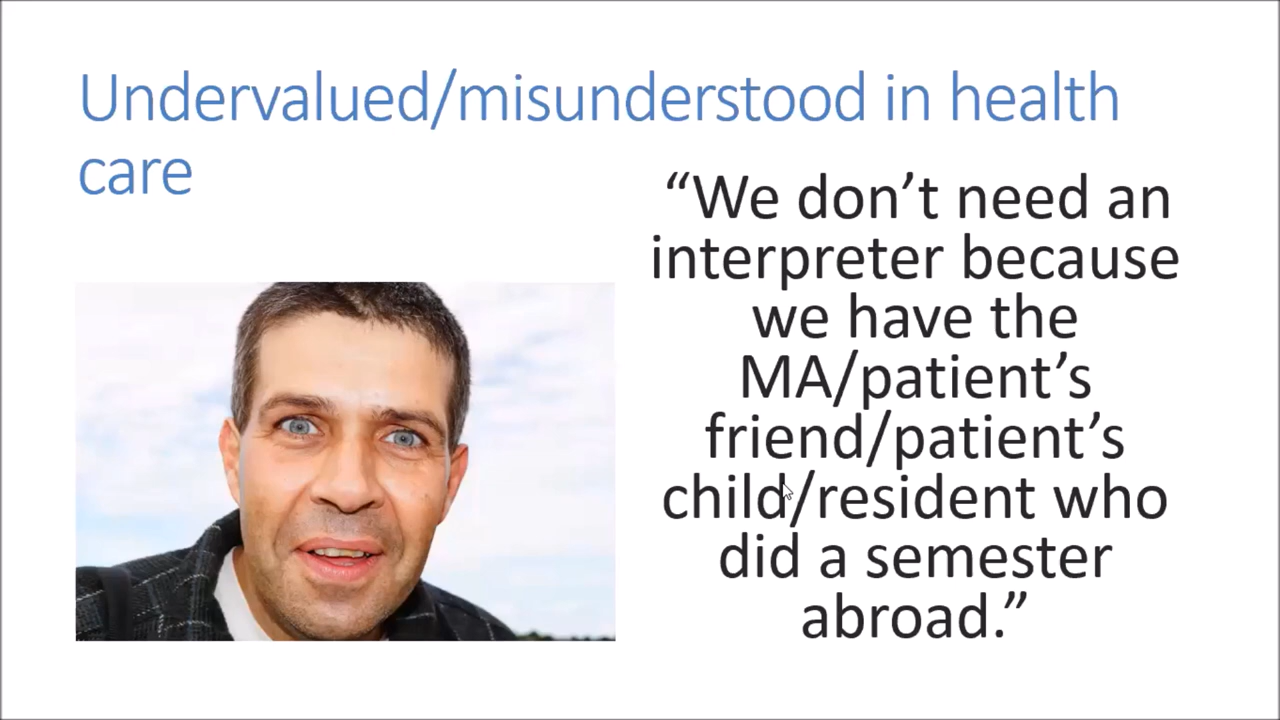 Undervalued/misunderstood in health
care
“We don’t need an
interpreter because
we have the
MA/patient’s
friend/patient’s
child/resident who
did a semester
abroad.”